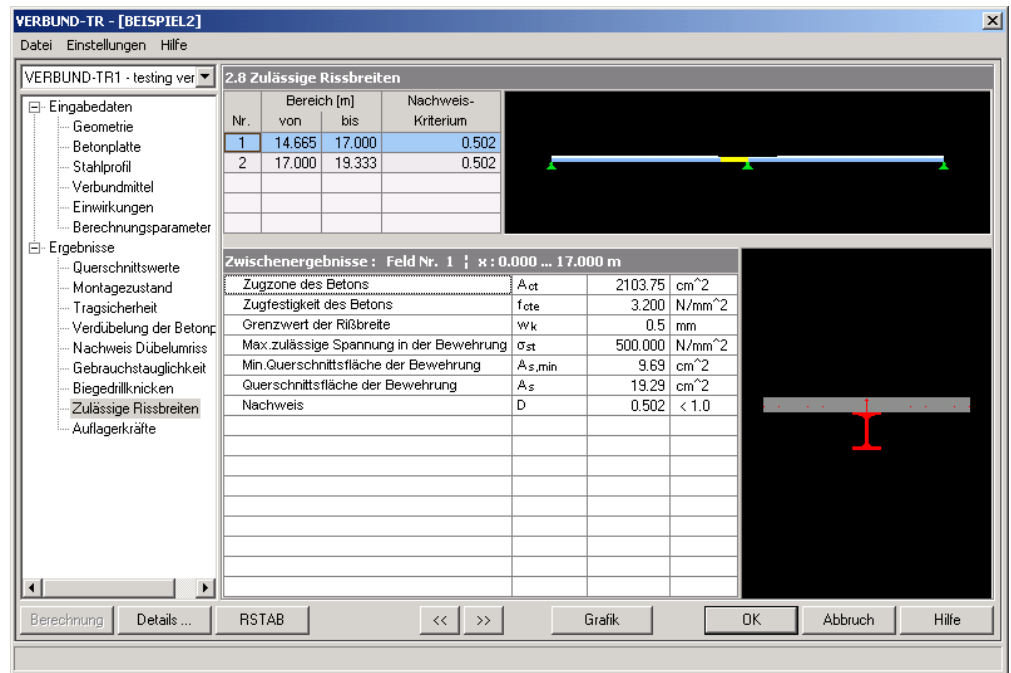 VERBUND-TR - [BEISPIEL2]
Datei Einstellungen Hilfe
VERBUND-TR1 - testing ver
Eingabedaten
Geometrie
Betonplatte
Stahlprofil
Verbundmittel
Einwirkungen
Berechnungsparameter
Ergebnisse
Querschnittswerte
Montagezustand
Tragsicherheit
Verdübelung der Betonp
Nachweis Dübelumriss
Gebrauchstauglichkeit
Biegedrillknicken
Zulässige Rissbreiten
Auflagerkräfte
2.8 Zulässige Rissbreiten
Bereich [m] Nachweis-
Nr. von bis Kriterium
1 14.665 17.000 0.502
2 17.000 19.333 0.502
Zwischenergebnisse : Feld Nr. 1 ¦ x : 0.000 ... 17.000 m
Zugzone des Betons Act 2103.75 cm^2
Zugfestigkeit des Betons fcte 3.200 N/mm^2
Grenzwert der Rißbreite wk 0.5 mm
Max.zulässige Spannung in der Bewehrung σst 500.000 N/mm^2
Min.Querschnittsfläche der Bewehrung As,min 9.69 cm^2
Querschnittsfläche der Bewehrung As 19.29 cm^2
Nachweis D 0.502 < 1.0
Berechnung Details ... RSTAB << >> Grafik OK Abbruch Hilfe